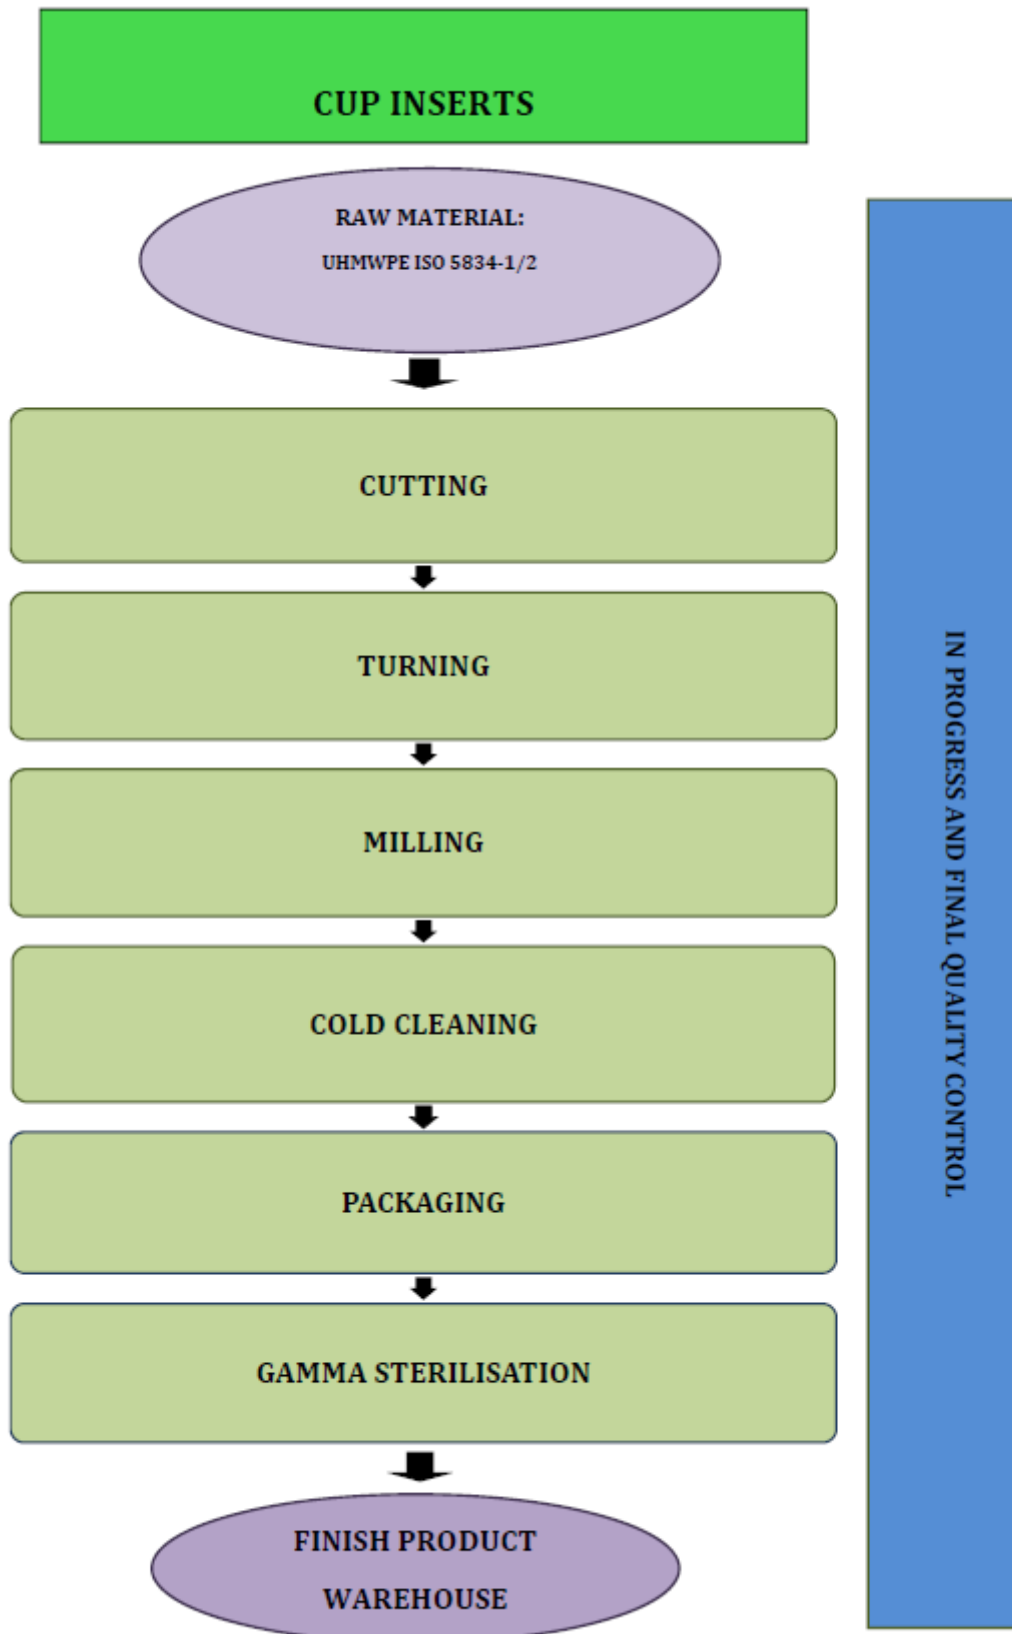 CUP INSERTS
RAW MATERIAL:
UHMWPE ISO 5834-1/2
CUTTING
TURNING
MILLING
COLD CLEANING
PACKAGING
GAMMA STERILISATION
FINISH PRODUCT
WAREHOUSE
IN PROGRESS AND FINAL QUALITY CONTROL